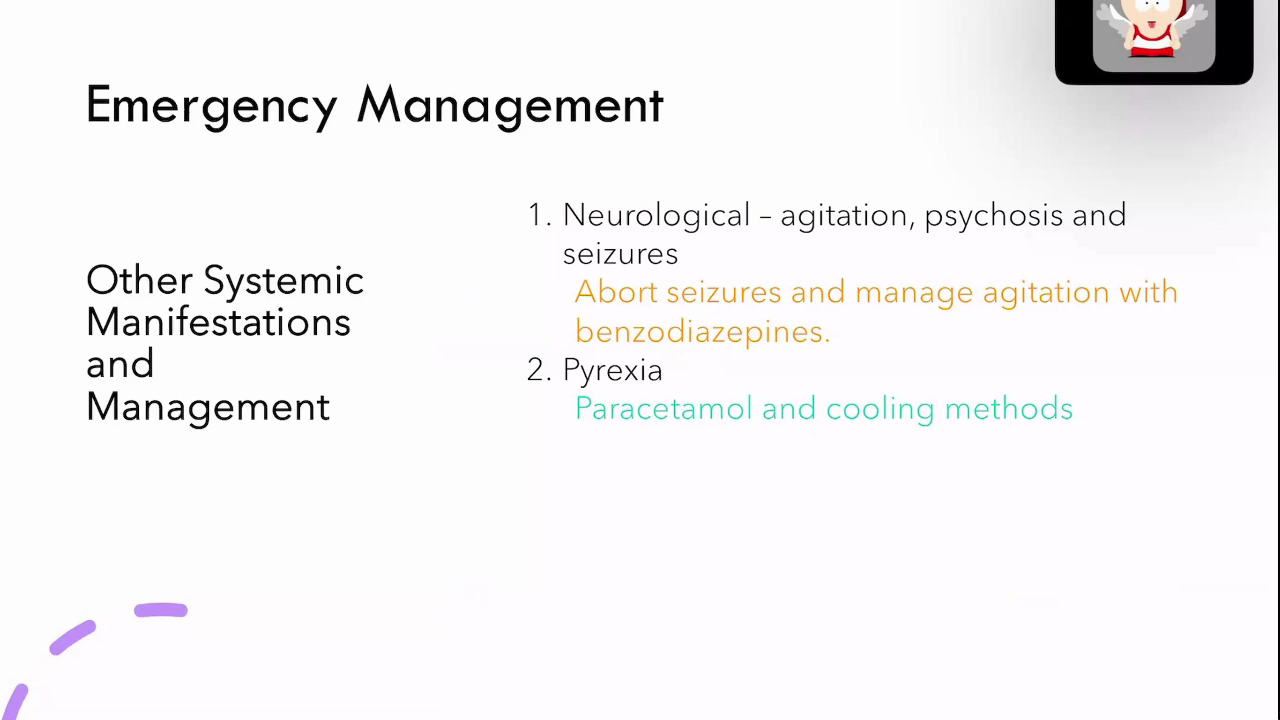 Emergency Management
Other Systemic
Manifestations
and
Management
1. Neurological – agitation, psychosis and
seizures
Abort seizures and manage agitation with
benzodiazepines.
2. Pyrexia
Paracetamol and cooling methods